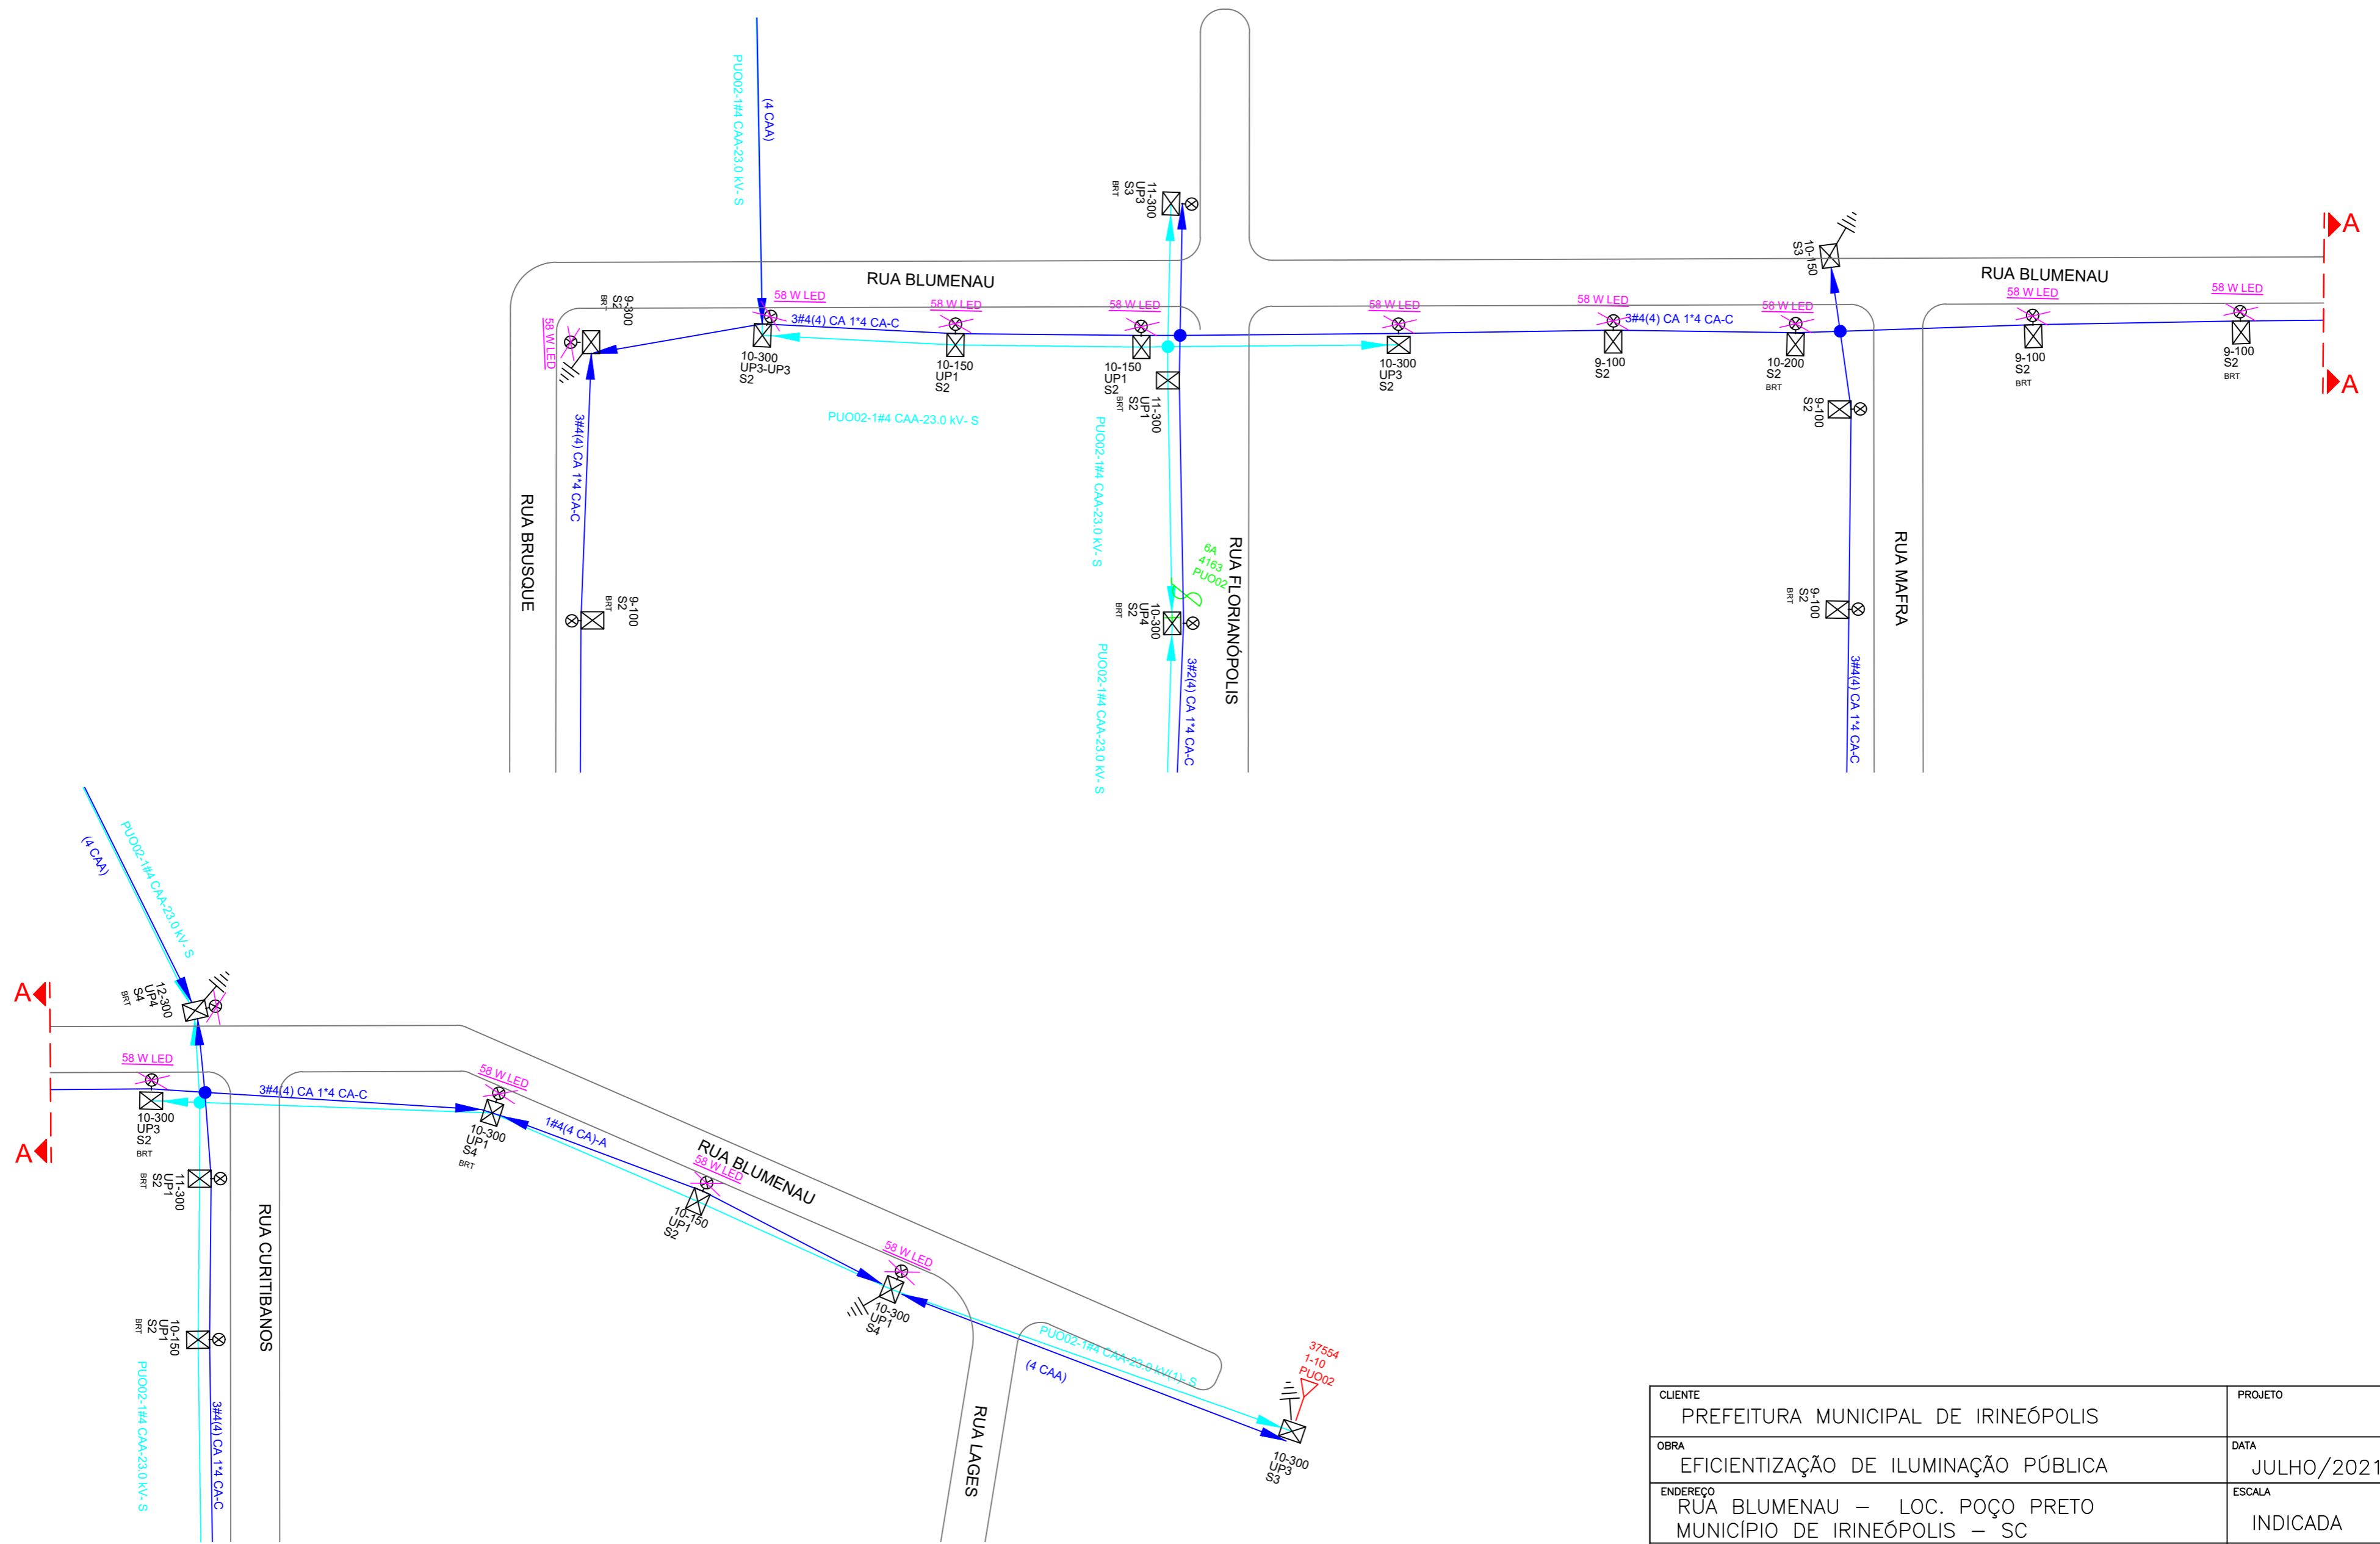 PUO02-1#4 CAA-23.0 kV- S
(4 CAA)
11-300
UP3
S3
BRT
RUA BLUMENAU
10-150
S3
RUA BLUMENAU
A
9-300
S2
BRT
58 W LED
58 W LED
3#4(4) CA 1*4 CA-C
58 W LED
58 W LED
58 W LED
58 W LED
3#4(4) CA 1*4 CA-C
58 W LED
58 W LED
58 W LED
10-300
UP3-UP3
S2
10-150
UP1
S2
10-150
UP1
S2
BRT
11-300
UP1
S2
10-300
UP3
S2
9-100
S2
10-200
S2
BRT
9-100
S2
BRT
9-100
S2
BRT
A
PUO02-1#4 CAA-23.0 kV- S
3#4(4) CA 1*4 CA-C
PUO02-1#4 CAA-23.0 kV- S
9-100
S2
RUA BRUSQUE
9-100
S2
BRT
6A
4163
PUO02
10-300
UP4
S2
BRT
RUA FLORIANÓPOLIS
9-100
S2
BRT
RUA MAFRA
PUO02-1#4 CAA-23.0 kV- S
3#2(4) CA 1*4 CA-C
3#4(4) CA 1*4 CA-C
(4 CAA)
PUO02-1#4 CAA-23.0 kV- S
12-300
UP4
S4
BRT
A
58 W LED
10-300
UP3
S2
BRT
3#4(4) CA 1*4 CA-C
58 W LED
10-300
UP1
S4
BRT
1#4(4 CA)-A
A
11-300
UP1
S2
BRT
RUA BLUMENAU
58 W LED
10-150
UP1
S2
RUA CURITIBANOS
58 W LED
10-300
UP1
S4
10-150
UP1
S2
BRT
PUO02-1#4 CAA-23.0 kV- S
3#4(4) CA 1*4 CA-C
PUO02-1#4 CAA-23.0 kV(1)- S
(4 CAA)
37554
1-10
PUO02
RUA LAGES
10-300
UP3
S3
CLIENTE
PREFEITURA MUNICIPAL DE IRINEÓPOLIS
PROJETO
OBRA
EFICIENTIZAÇÃO DE ILUMINAÇÃO PÚBLICA
DATA
JULHO/2021
ENDEREÇO
RUA BLUMENAU – LOC. POÇO PRETO
MUNICÍPIO DE IRINEÓPOLIS – SC
ESCALA
INDICADA